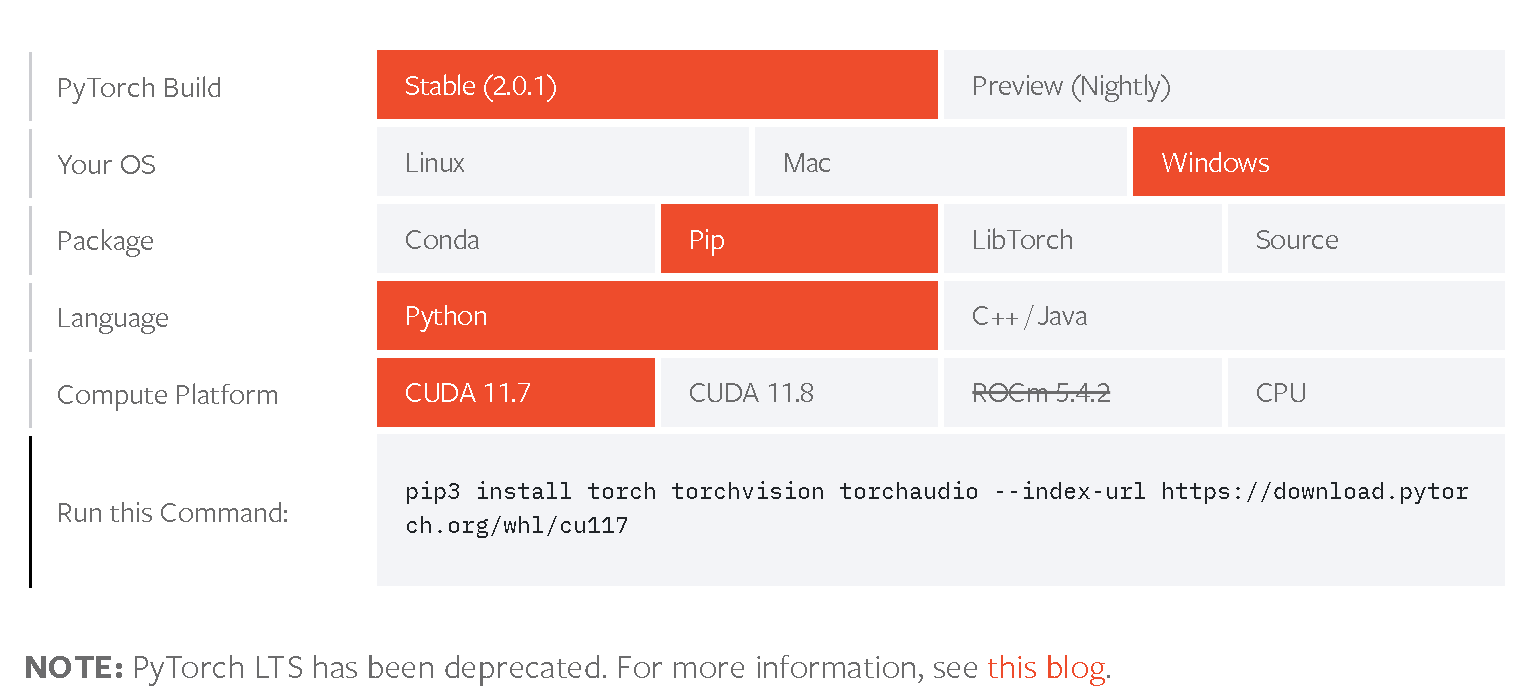 PyTorch Build
Stable (2.0.1)
Preview (Nightly)
Your OS
Linux
Mac
Windows
Package
Conda
Pip
LibTorch
Source
Language
Python
C++ / Java
Compute Platform
CUDA 11.7
CUDA 11.8
ROCm 5.4.2
CPU
Run this Command:
pip3 install torch torchvision torchaudio --index-url https://download.pytor
ch.org/whl/cu117
NOTE: PyTorch LTS has been deprecated. For more information, see this blog.